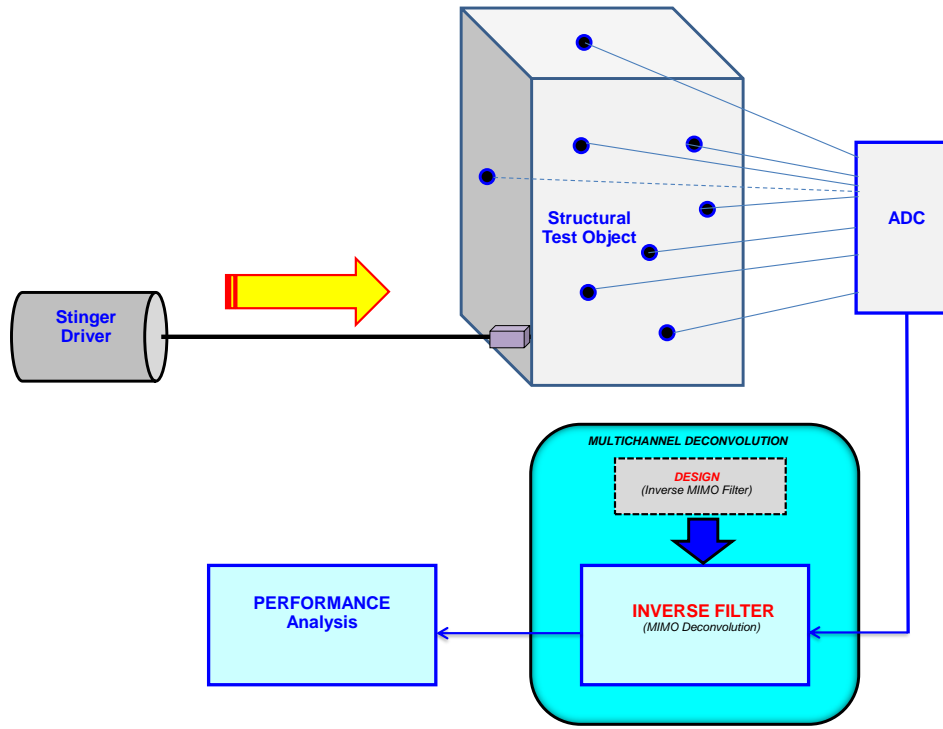 Structural
Test Object
ADC
Stinger
Driver
MULTICHANNEL DECONVOLUTION
DESIGN
(Inverse MIMO Filter)
PERFORMANCE
Analysis
INVERSE FILTER
(MIMO Deconvolution)